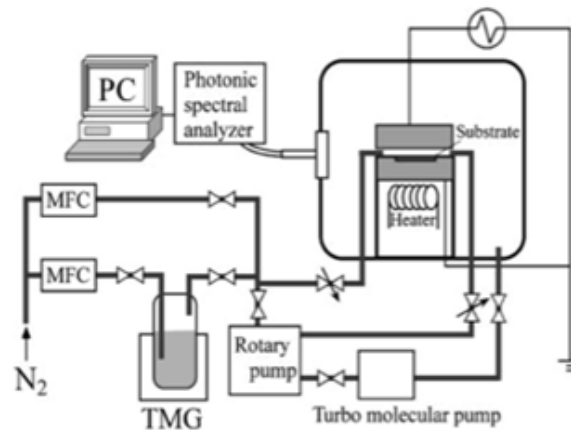 PC
Photonic
spectral
analyzer
Substrate
Heater
MFC
MFC
N2
TMG
Rotary
pump
Turbo molecular pump